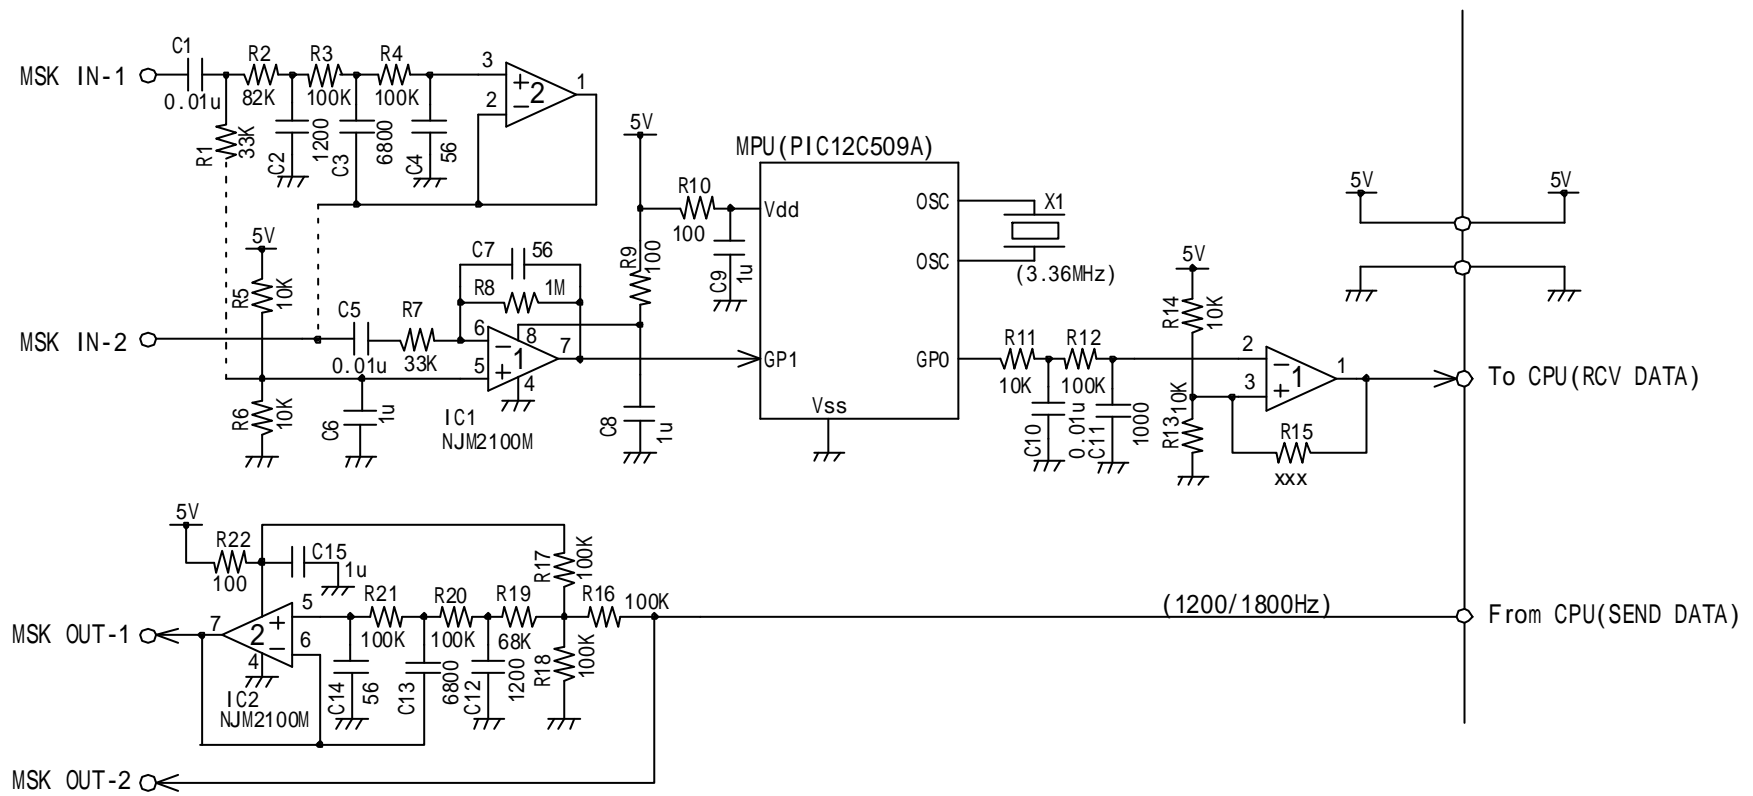 MSK IN-1
C1
0.01u
R2
82K
R3
100K
R4
100K
R1
33K
C2
1200
C3
6800
C4
56
3
2
+
−
2
1
5V
R10
100
R9
100
C9
1u
MPU(PIC12C509A)
Vdd
OSC
OSC
GP1
GP0
Vss
X1
(3.36MHz)
5V
5V
5V
R5
10K
R6
10K
C7
56
R8
1M
MSK IN-2
C5
0.01u
R7
33K
6
5
−
+
1
8
4
7
C6
1u
IC1
NJM2100M
C8
1u
R11
10K
R12
100K
C10
0.01u
C11
1000
5V
R14
10K
R13
10K
2
3
−
+
1
1
R15
xxx
To CPU(RCV DATA)
5V
R22
100
C15
1u
R17
100K
R21
100K
R20
100K
R19
68K
R16
100K
R18
100K
(1200/1800Hz)
From CPU(SEND DATA)
MSK OUT-1
7
2
+
−
5
6
4
IC2
NJM2100M
C14
56
C13
6800
C12
1200
MSK OUT-2